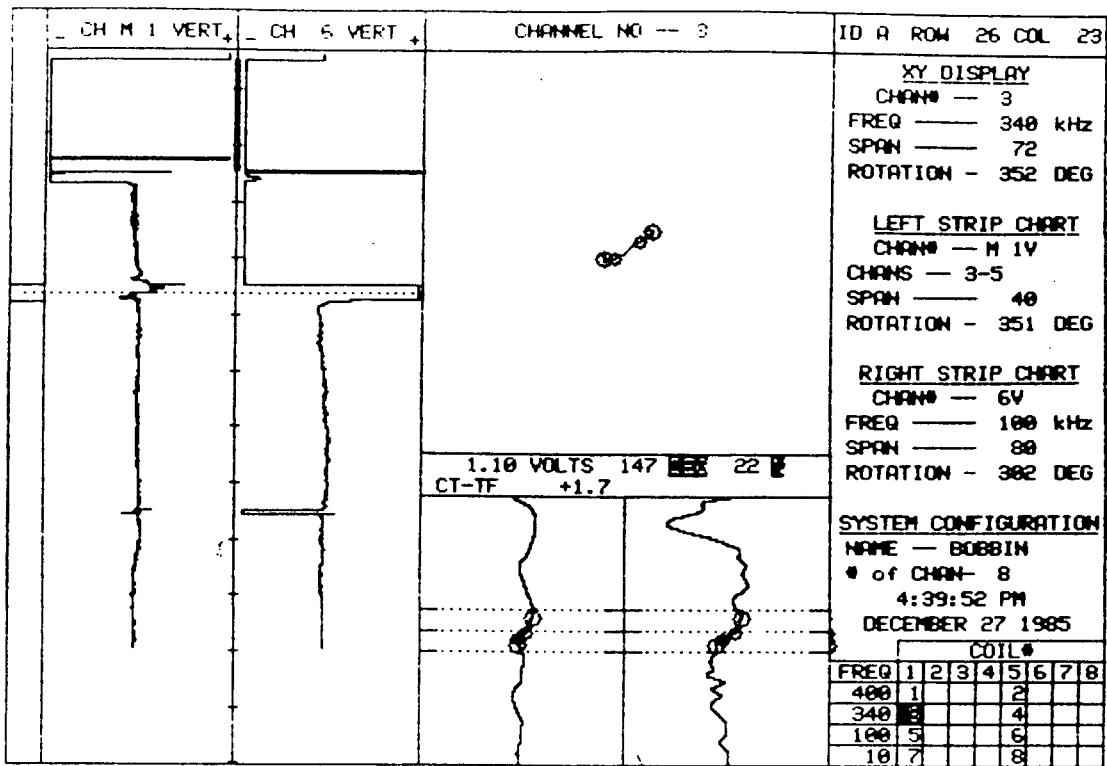 _ CH M 1 VERT +
_ CH 6 VERT +
CHANNEL NO -- 3
ID A ROW 26 COL 23
XY DISPLAY
CHAN# — 3
FREQ —— 340 kHz
SPAN —— 72
ROTATION - 352 DEG
LEFT STRIP CHART
CHAN# — M 1V
CHANS — 3-5
SPAN —— 40
ROTATION - 351 DEG
RIGHT STRIP CHART
CHAN# — 6V
FREQ —— 100 kHz
SPAN —— 80
ROTATION - 302 DEG
1.10 VOLTS 147 22
CT-TF +1.7
SYSTEM CONFIGURATION
NAME — BOBBIN
# of CHAN- 8
4:39:52 PM
DECEMBER 27 1985
COIL#
FREQ 1 2 3 4 5 6 7 8
400 1 2
340 3 4
100 5 6
10 7 8